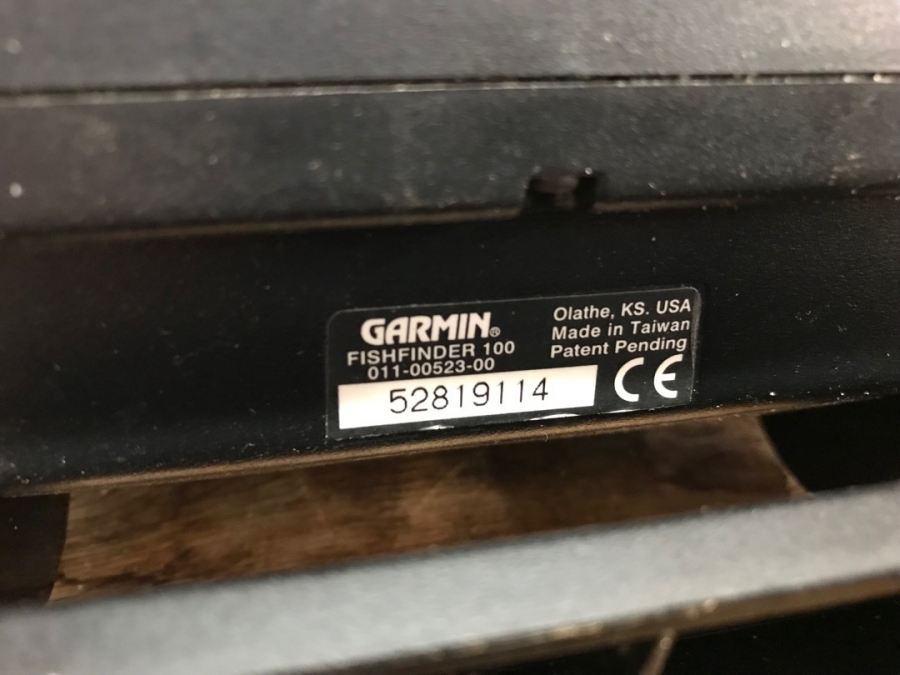 GARMIN®
FISHFINDER 100
011-00523-00
52819114
Olathe, KS. USA
Made in Taiwan
Patent Pending
CE